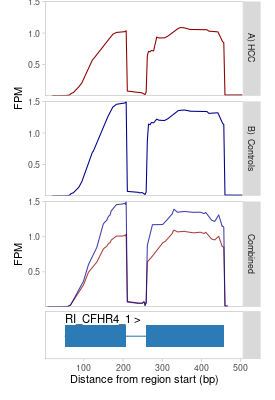 1.5
1.0
0.5
A) HCC
1.5
1.0
0.5
B) Controls
FPM
1.5
1.0
0.5
Combined
FPM
RI_CFHR4_1 >
100 200 300 400 500
Distance from region start (bp)